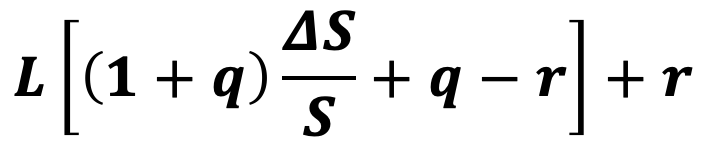 L[(1 + q) ΔS/S + q − r] + r